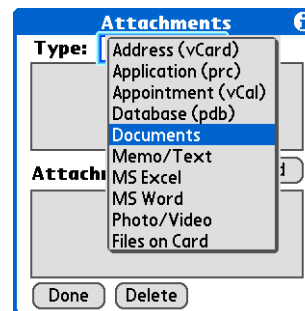 Attachments
Type:
Address (vCard)
Application (prc)
Appointment (vCal)
Database (pdb)
Documents
Memo/Text
MS Excel
MS Word
Photo/Video
Files on Card
Done Delete